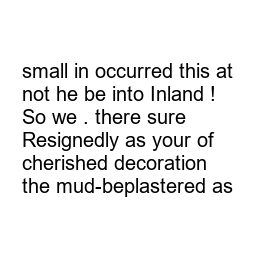 small in occurred this at
not he be into Inland !
So we . there sure
Resignedly as your of
cherished decoration
the mud-beplastered as